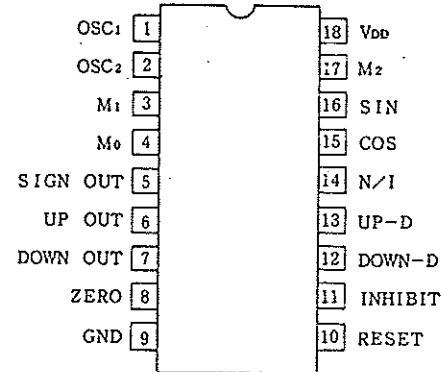 OSC1 1 18 VDD
OSC2 2 17 M2
M1 3 16 SIN
M0 4 15 COS
SIGN OUT 5 14 N/I
UP OUT 6 13 UP-D
DOWN OUT 7 12 DOWN-D
ZERO 8 11 INHIBIT
GND 9 10 RESET